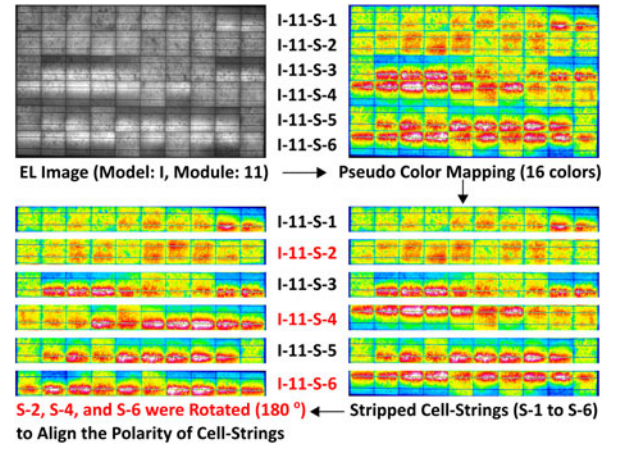 I-11-S-1
I-11-S-2
I-11-S-3
I-11-S-4
I-11-S-5
I-11-S-6
EL Image (Model: I, Module: 11)
Pseudo Color Mapping (16 colors)
I-11-S-1
I-11-S-2
I-11-S-3
I-11-S-4
I-11-S-5
I-11-S-6
S-2, S-4, and S-6 were Rotated (180 º)
to Align the Polarity of Cell-Strings
Stripped Cell-Strings (S-1 to S-6)